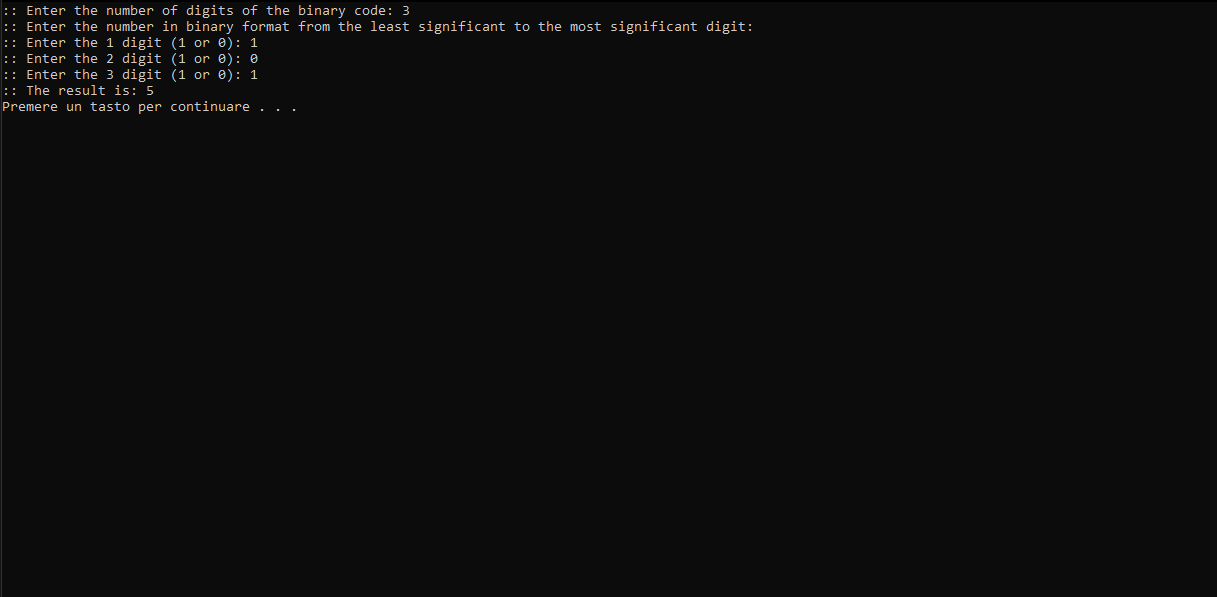 :: Enter the number of digits of the binary code: 3
:: Enter the number in binary format from the least significant to the most significant digit:
:: Enter the 1 digit (1 or 0): 1
:: Enter the 2 digit (1 or 0): 0
:: Enter the 3 digit (1 or 0): 1
:: The result is: 5
Premere un tasto per continuare . . .